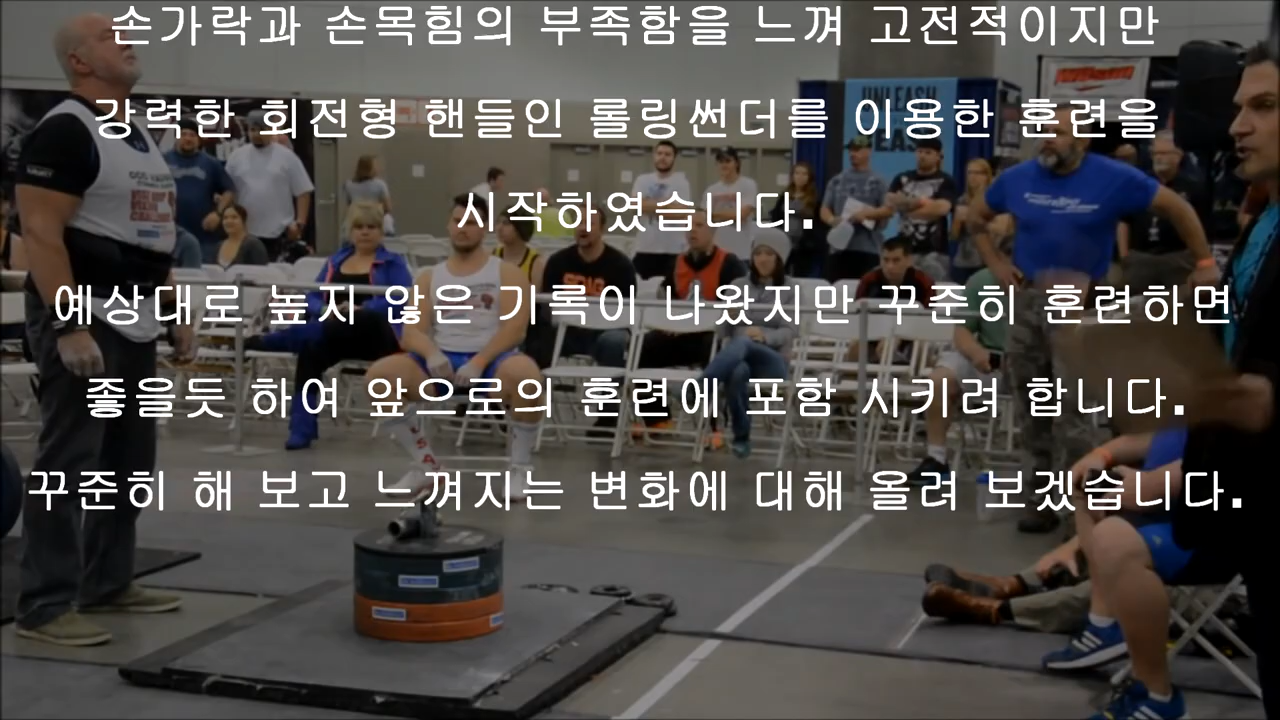 손가락과 손목힘의 부족함을 느껴 고전적이지만
강력한 회전형 핸들인 롤링썬더를 이용한 훈련을
시작하였습니다.
예상대로 높지 않은 기록이 나왔지만 꾸준히 훈련하면
좋을듯 하여 앞으로의 훈련에 포함 시키려 합니다.
꾸준히 해 보고 느껴지는 변화에 대해 올려 보겠습니다.
UNLEASH